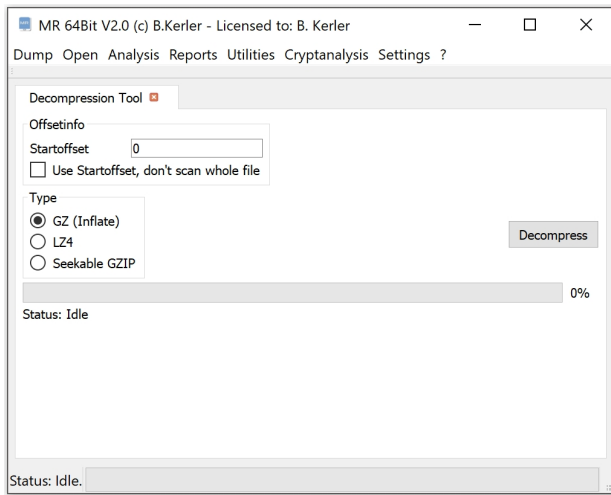 MR 64Bit V2.0 (c) B.Kerler - Licensed to: B. Kerler
Dump Open Analysis Reports Utilities Cryptanalysis Settings ?
Decompression Tool
Offsetinfo
Startoffset 0
Use Startoffset, don't scan whole file
Type
GZ (Inflate)
LZ4
Seekable GZIP
Decompress
0%
Status: Idle
Status: Idle.